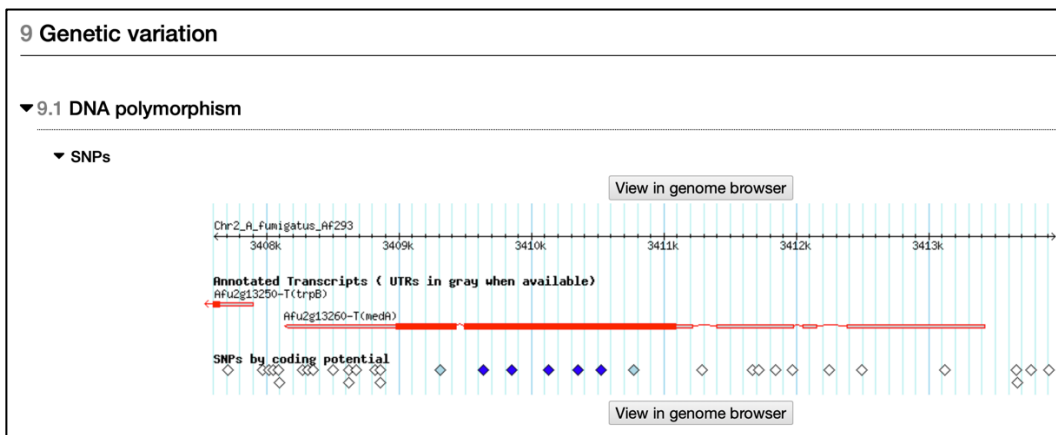 9 Genetic variation
9.1 DNA polymorphism
SNPs
View in genome browser
Chr2_A_fumigatus_Af293
3408k 3409k 3410k 3411k 3412k 3413k
Annotated Transcripts ( UTRs in gray when available)
Afu2g13250-T(trpB)
Afu2g13260-T(medA)
SNPs by coding potential
View in genome browser